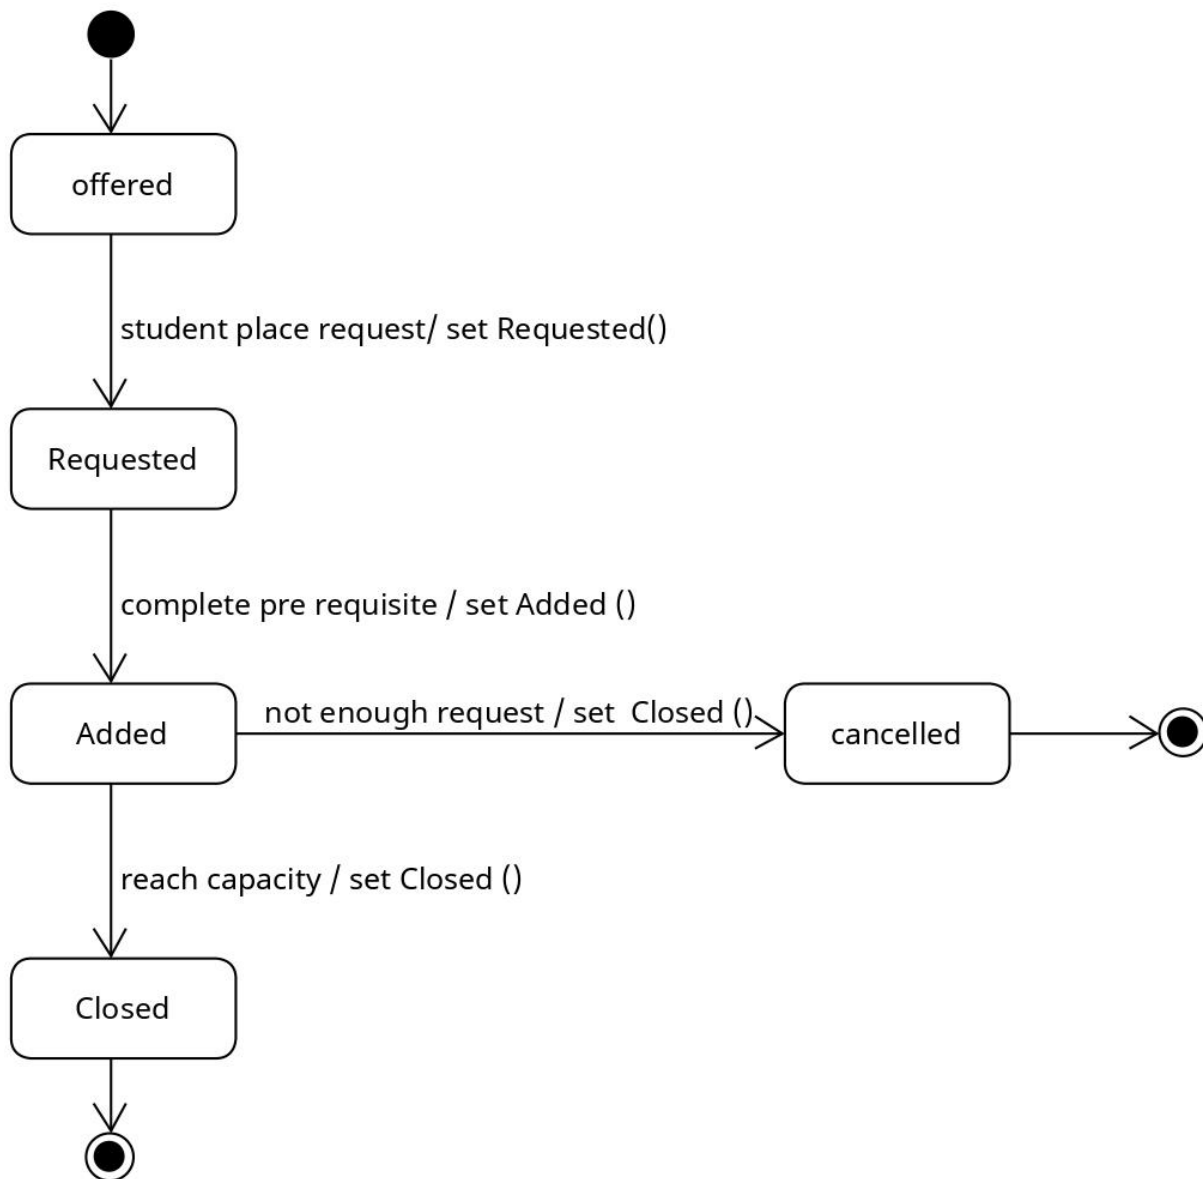 offered
student place request/ set Requested()
Requested
complete pre requisite / set Added ()
Added
not enough request / set  Closed ()
cancelled
reach capacity / set Closed ()
Closed